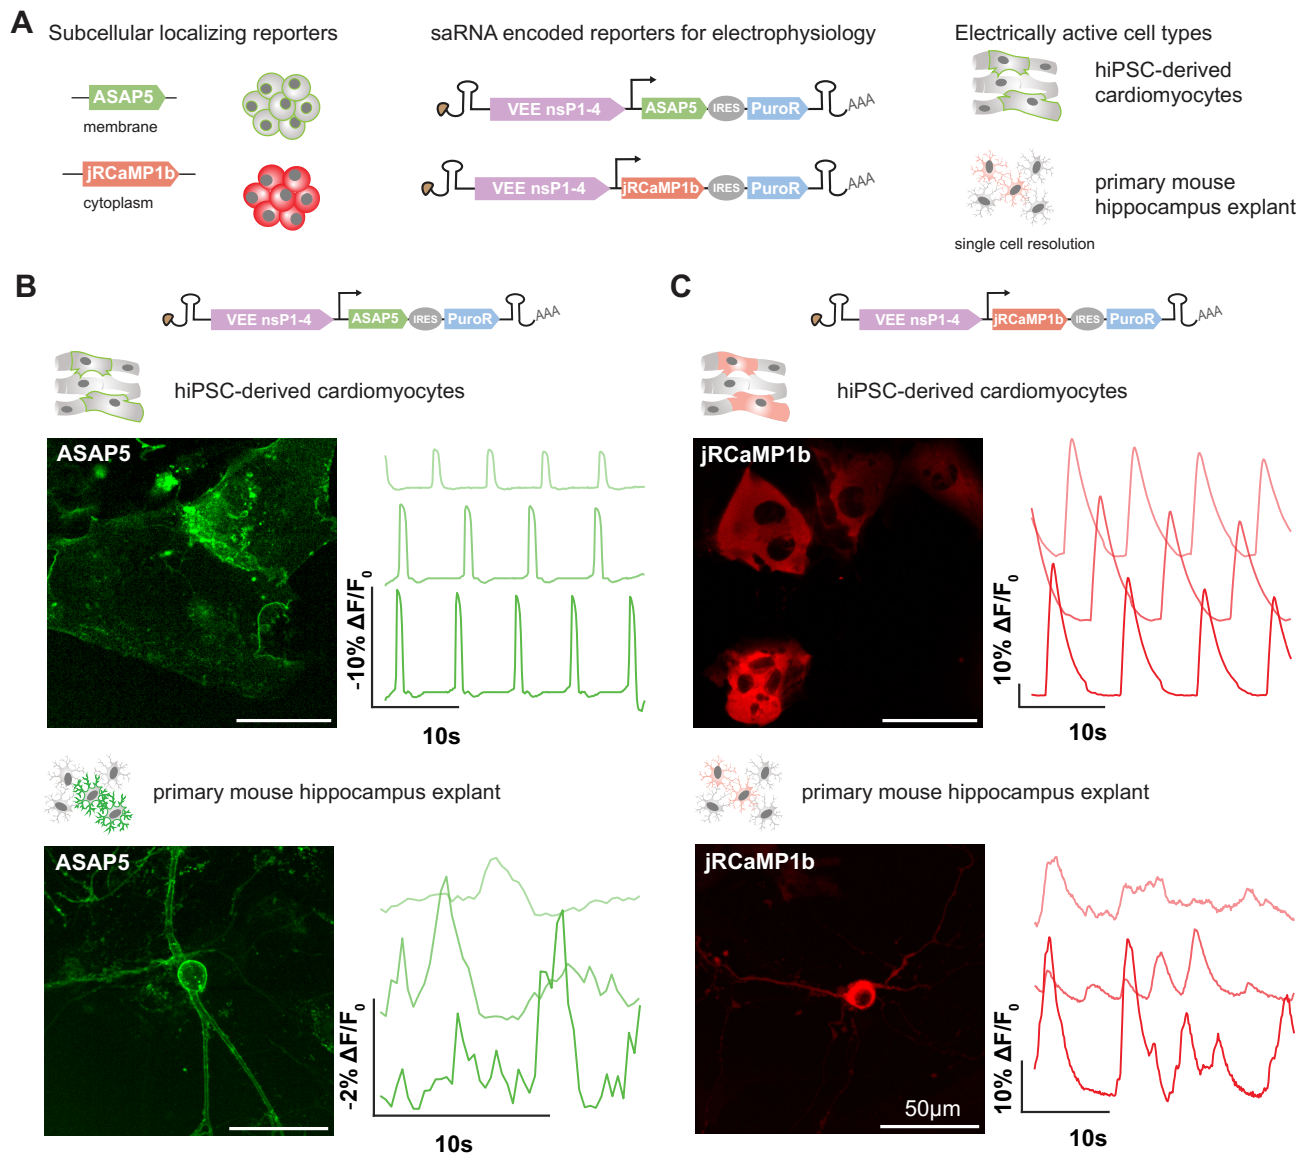 A
Subcellular localizing reporters
saRNA encoded reporters for electrophysiology
Electrically active cell types
ASAP5
membrane
VEE nsP1-4
ASAP5
IRES
PuroR
AAA
hiPSC-derived
cardiomyocytes
jRCaMP1b
cytoplasm
VEE nsP1-4
jRCaMP1b
IRES
PuroR
AAA
primary mouse
hippocampus explant
single cell resolution
B
VEE nsP1-4
ASAP5
IRES
PuroR
AAA
hiPSC-derived cardiomyocytes
ASAP5
-10% ΔF/F0
10s
primary mouse hippocampus explant
ASAP5
-2% ΔF/F0
10s
C
VEE nsP1-4
jRCaMP1b
IRES
PuroR
AAA
hiPSC-derived cardiomyocytes
jRCaMP1b
10% ΔF/F0
10s
primary mouse hippocampus explant
jRCaMP1b
50µm
10% ΔF/F0
10s